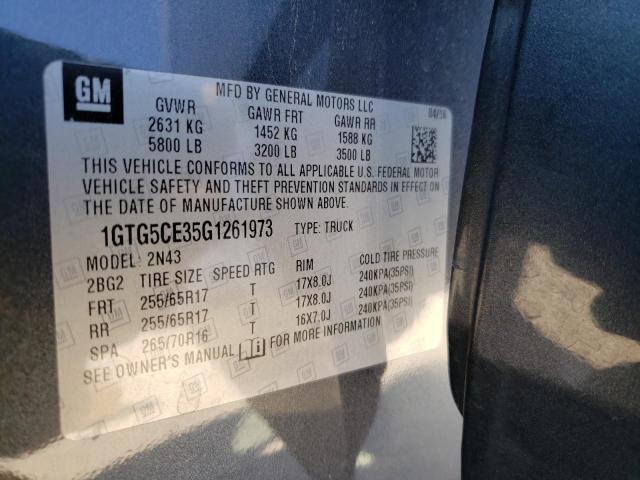 GM
MFD BY GENERAL MOTORS LLC
GVWR GAWR FRT GAWR RR 04/16
2631 KG 1452 KG 1588 KG
5800 LB 3200 LB 3500 LB
THIS VEHICLE CONFORMS TO ALL APPLICABLE U.S. FEDERAL MOTOR
VEHICLE SAFETY AND THEFT PREVENTION STANDARDS IN EFFECT ON
THE DATE OF MANUFACTURE SHOWN ABOVE.
1GTG5CE35G1261973 TYPE: TRUCK
MODEL: 2N43
2BG2 TIRE SIZE SPEED RTG RIM COLD TIRE PRESSURE
FRT 255/65R17 T 17X8.0J 240KPA(35PSI)
RR 255/65R17 T 17X8.0J 240KPA(35PSI)
SPA 265/70R16 T 16X7.0J 240KPA(35PSI)
SEE OWNER'S MANUAL FOR MORE INFORMATION